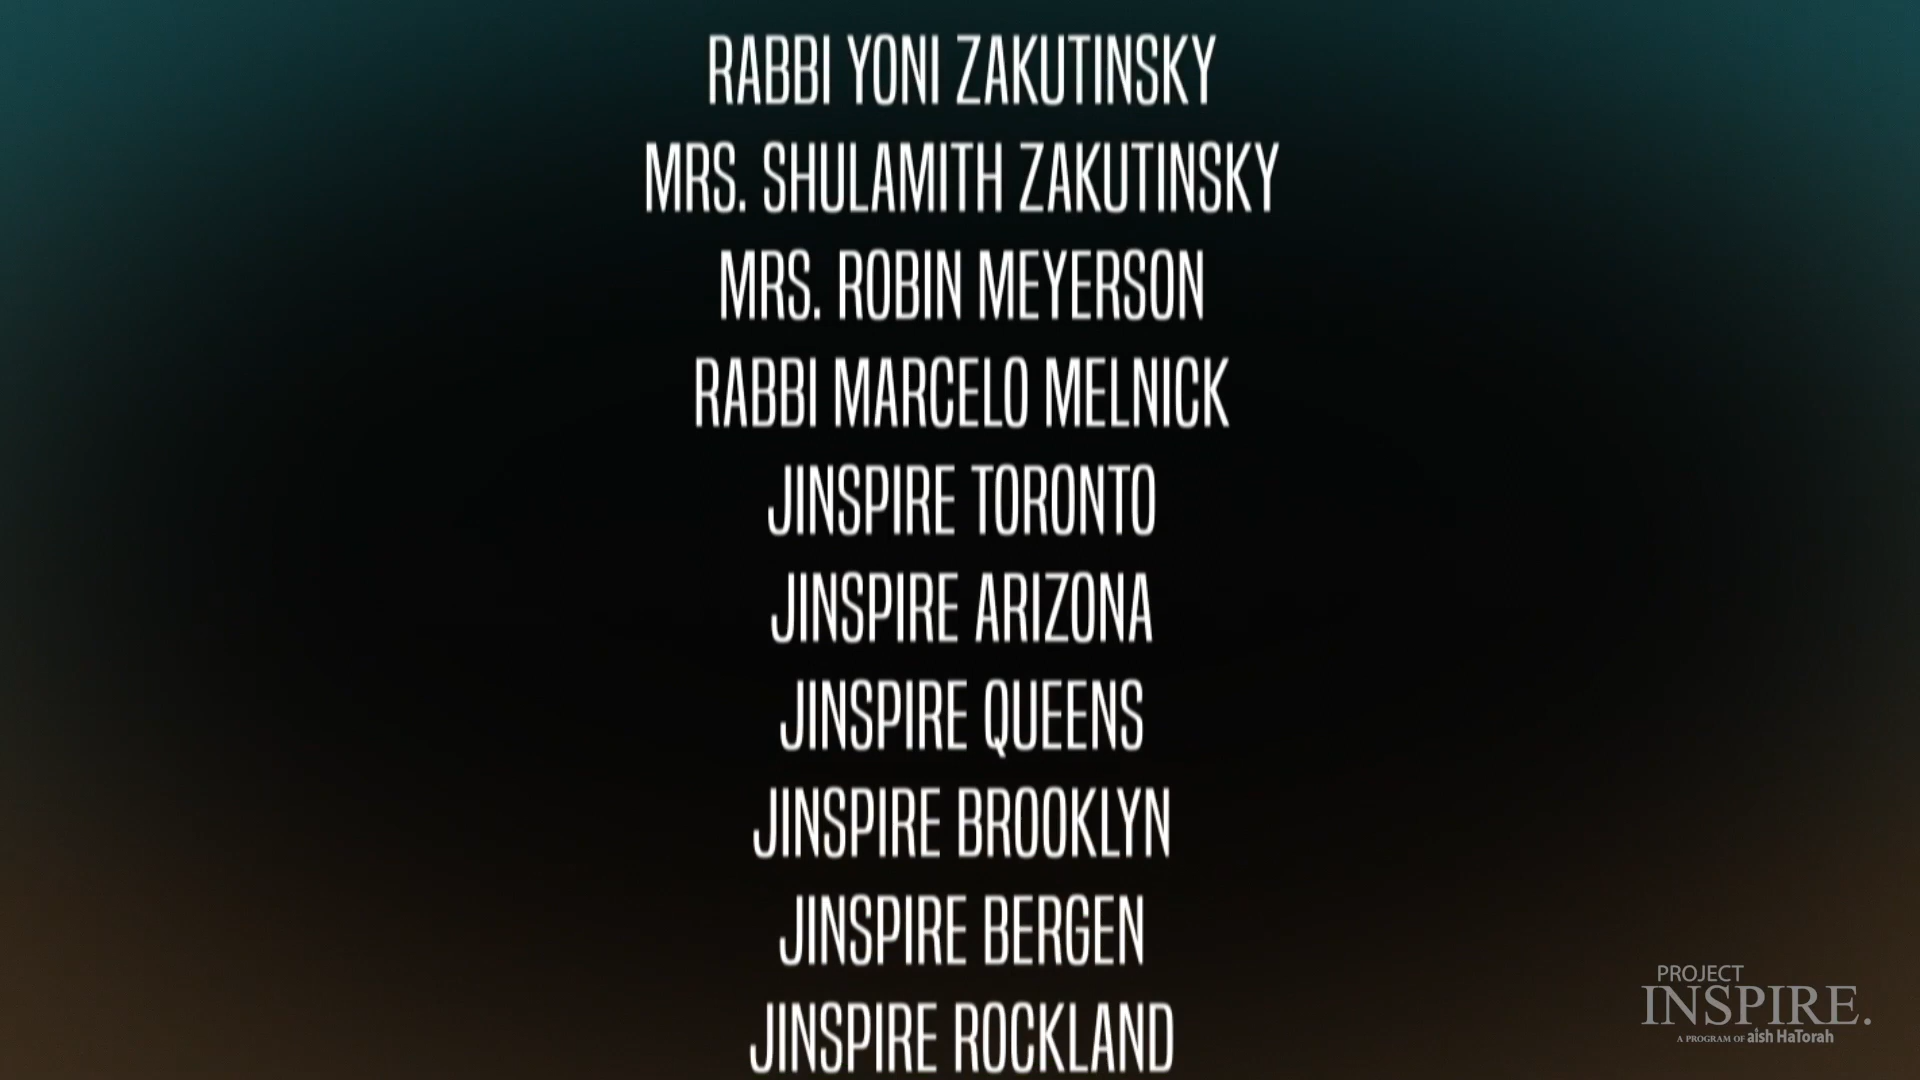 RABBI YONI ZAKUTINSKY
MRS. SHULAMITH ZAKUTINSKY
MRS. ROBIN MEYERSON
RABBI MARCELO MELNICK
JINSPIRE TORONTO
JINSPIRE ARIZONA
JINSPIRE QUEENS
JINSPIRE BROOKLYN
JINSPIRE BERGEN
JINSPIRE ROCKLAND
PROJECT
INSPIRE.
A PROGRAM OF aish HaTorah